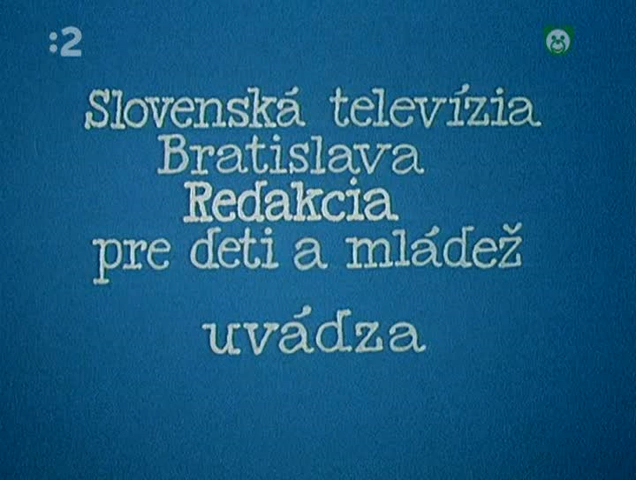 :2
Slovenská televízia
Bratislava
Redakcia
pre deti a mládež
uvádza